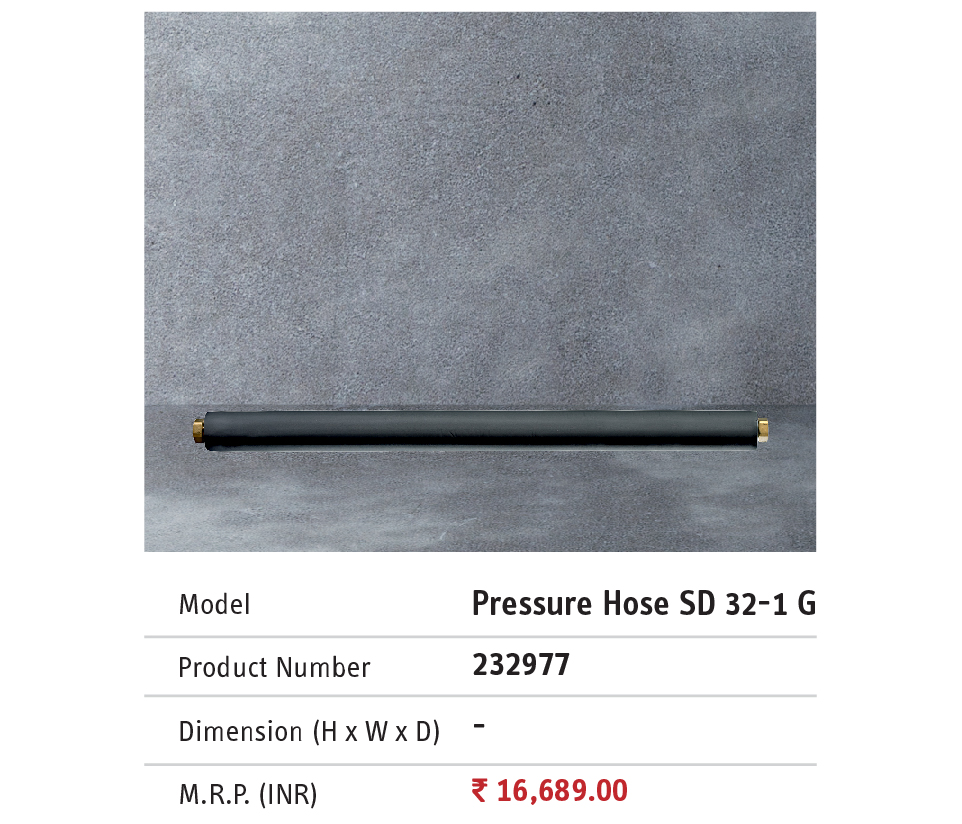 Model Pressure Hose SD 32-1 G
Product Number 232977
Dimension (H x W x D) -
M.R.P. (INR) ₹ 16,689.00